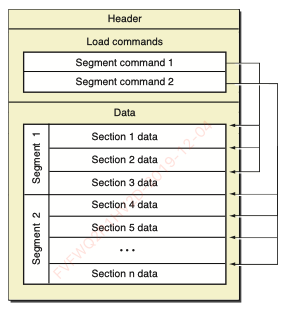 Header
Load commands
Segment command 1
Segment command 2
Data
Segment 1
Section 1 data
Section 2 data
Section 3 data
Segment 2
Section 4 data
Section 5 data
...
Section n data